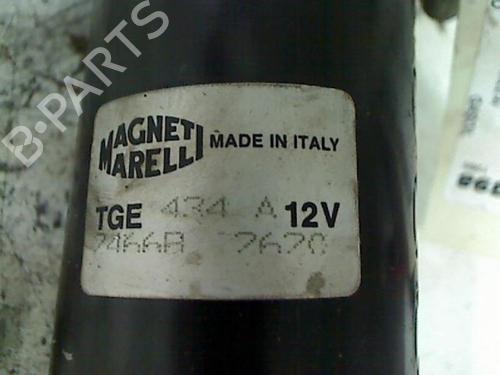 B-PARTS
MAGNETI
MARELLI
MADE IN ITALY
TGE 434 A 12V
7466B 7670